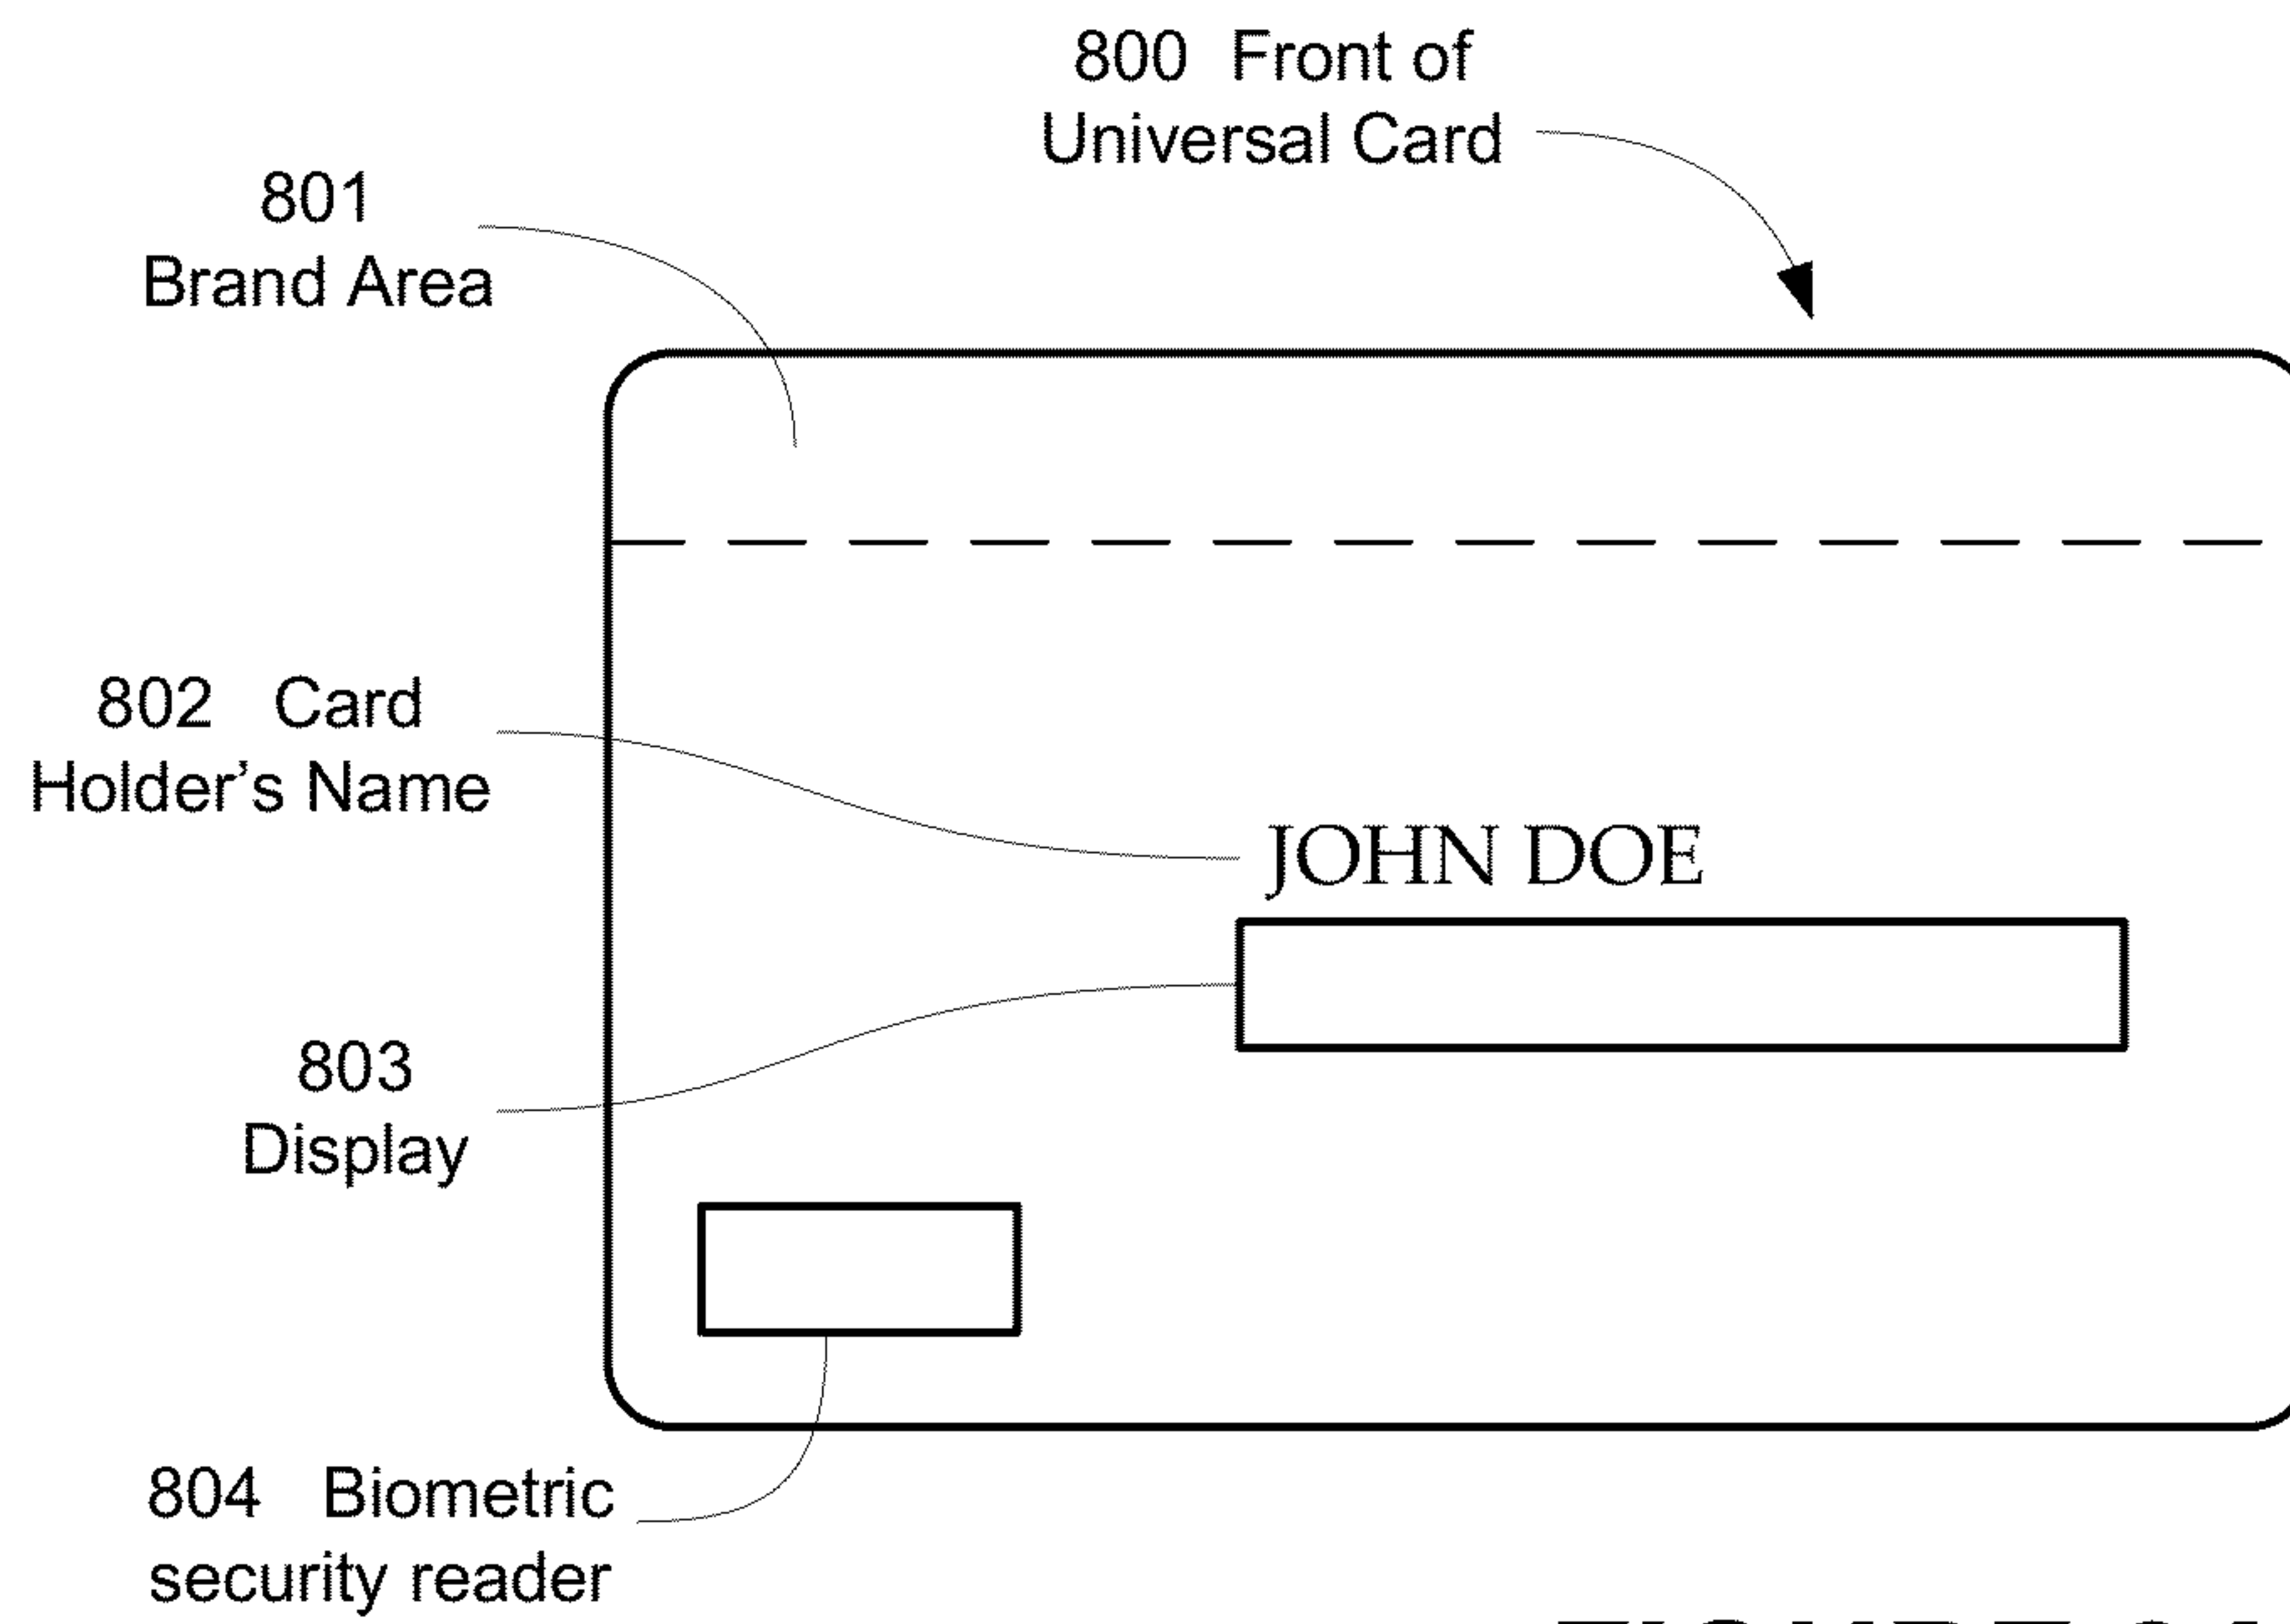 800 Front of
Universal Card
801
Brand Area
802 Card
Holder’s Name
JOHN DOE
803
Display
804 Biometric
security reader